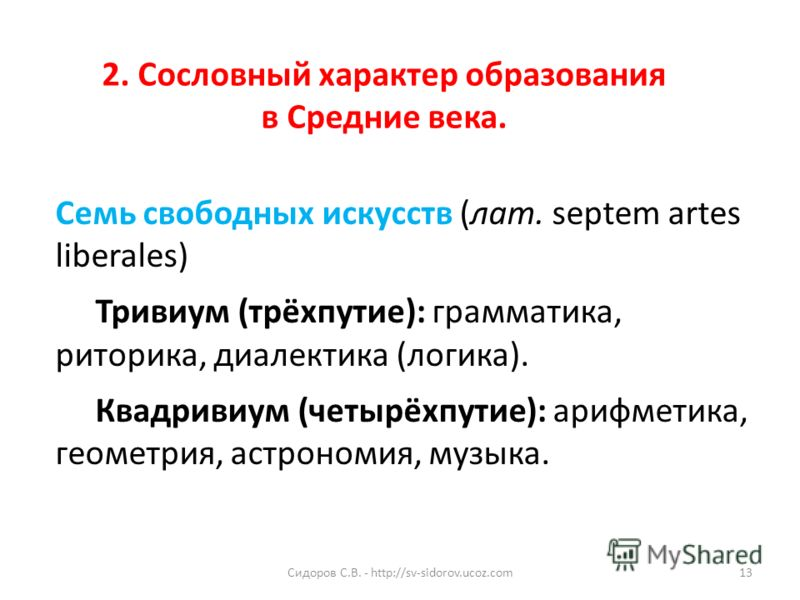 2. Сословный характер образования
в Средние века.
Семь свободных искусств (лат. septem artes
liberales)
Тривиум (трёхпутие): грамматика,
риторика, диалектика (логика).
Квадривиум (четырёхпутие): арифметика,
геометрия, астрономия, музыка.
Сидоров С.В. - http://sv-sidorov.ucoz.com
13
MyShared